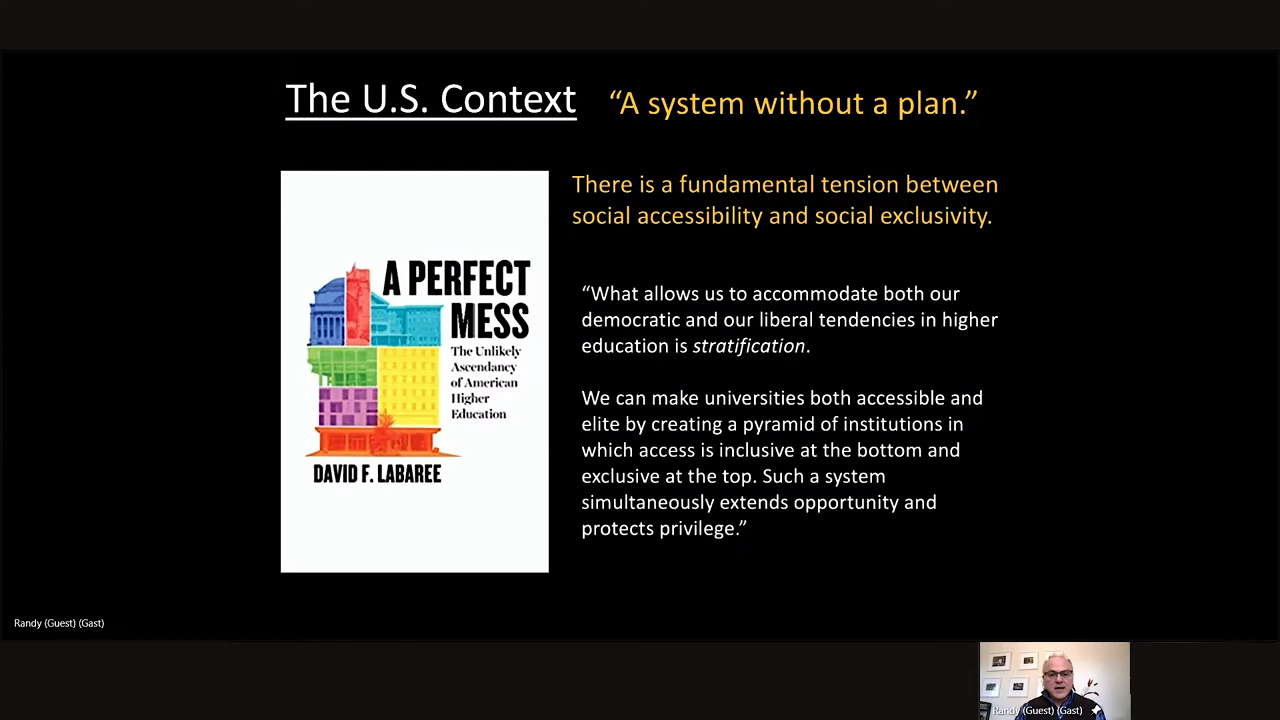 The U.S. Context “A system without a plan.”
There is a fundamental tension between
social accessibility and social exclusivity.
A PERFECT
MESS
The Unlikely
Ascendancy
of American
Higher
Education
DAVID F. LABAREE
“What allows us to accommodate both our
democratic and our liberal tendencies in higher
education is stratification.
We can make universities both accessible and
elite by creating a pyramid of institutions in
which access is inclusive at the bottom and
exclusive at the top. Such a system
simultaneously extends opportunity and
protects privilege.”
Randy (Guest) (Gast)
Randy (Guest) (Gast)